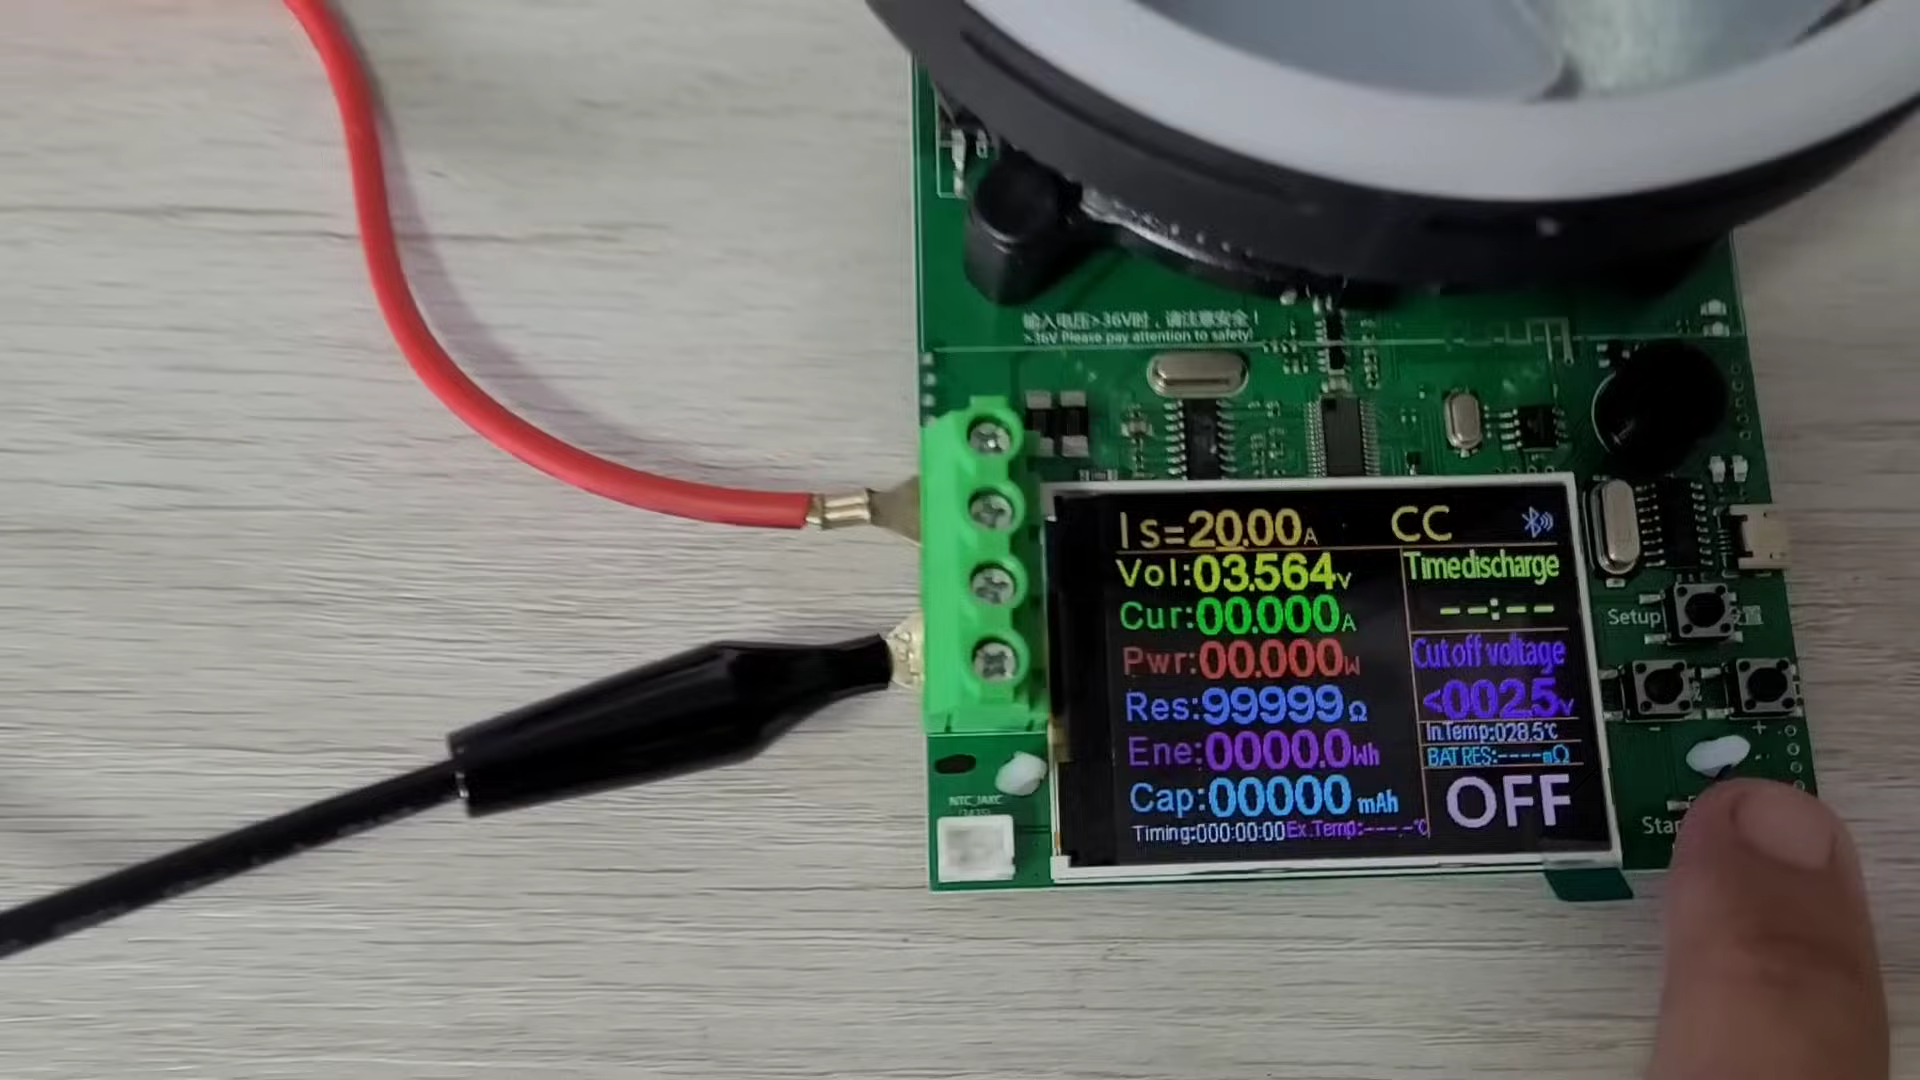 输入电压>36V时，请注意安全！
>36V Please pay attention to safety!
Is=20.00A
CC
Vol:03.564V
Timedischarge
--:--
Cur:00.000A
Pwr:00.000W
Cut off voltage
<002.5V
Res:99999Ω
In.Temp:028.5℃
Ene:0000.0Wh
BAT RES:----mΩ
Cap:00000mAh
OFF
Timing:000:00:00
Ex.Temp:---.-℃
Setup
- +